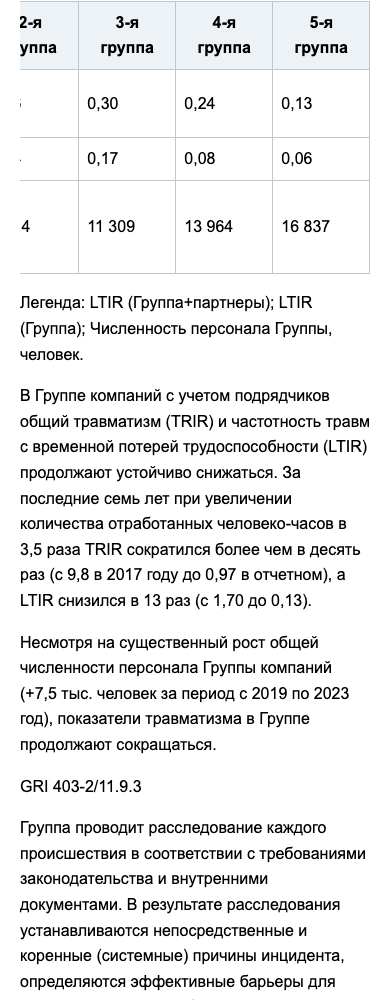 2-я 3-я 4-я 5-я
уппа группа группа группа
0,30 0,24 0,13
0,17 0,08 0,06
4 11 309 13 964 16 837
Легенда: LTIR (Группа+партнеры); LTIR
(Группа); Численность персонала Группы,
человек.
В Группе компаний с учетом подрядчиков
общий травматизм (TRIR) и частотность травм
с временной потерей трудоспособности (LTIR)
продолжают устойчиво снижаться. За
последние семь лет при увеличении
количества отработанных человеко-часов в
3,5 раза TRIR сократился более чем в десять
раз (с 9,8 в 2017 году до 0,97 в отчетном), а
LTIR снизился в 13 раз (с 1,70 до 0,13).
Несмотря на существенный рост общей
численности персонала Группы компаний
(+7,5 тыс. человек за период с 2019 по 2023
год), показатели травматизма в Группе
продолжают сокращаться.
GRI 403-2/11.9.3
Группа проводит расследование каждого
происшествия в соответствии с требованиями
законодательства и внутренними
документами. В результате расследования
устанавливаются непосредственные и
коренные (системные) причины инцидента,
определяются эффективные барьеры для